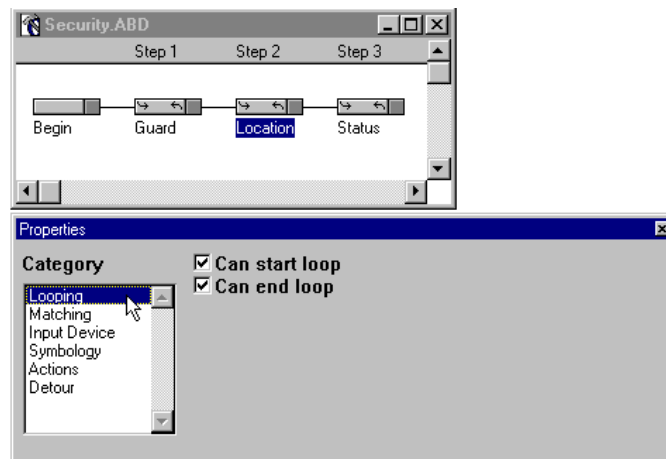 Security.ABD
Step 1 Step 2 Step 3
Begin Guard Location Status
Properties
Category
Can start loop
Can end loop
Looping
Matching
Input Device
Symbology
Actions
Detour